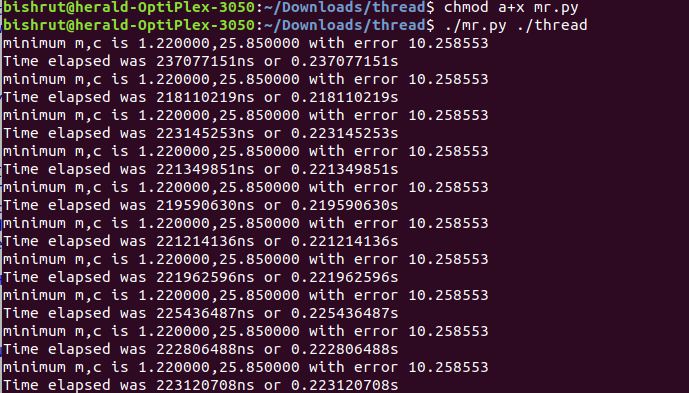 bishrut@herald-OptiPlex-3050:~/Downloads/thread$ chmod a+x mr.py
bishrut@herald-OptiPlex-3050:~/Downloads/thread$ ./mr.py ./thread
minimum m,c is 1.220000,25.850000 with error 10.258553
Time elapsed was 237077151ns or 0.237077151s
minimum m,c is 1.220000,25.850000 with error 10.258553
Time elapsed was 218110219ns or 0.218110219s
minimum m,c is 1.220000,25.850000 with error 10.258553
Time elapsed was 223145253ns or 0.223145253s
minimum m,c is 1.220000,25.850000 with error 10.258553
Time elapsed was 221349851ns or 0.221349851s
minimum m,c is 1.220000,25.850000 with error 10.258553
Time elapsed was 219590630ns or 0.219590630s
minimum m,c is 1.220000,25.850000 with error 10.258553
Time elapsed was 221214136ns or 0.221214136s
minimum m,c is 1.220000,25.850000 with error 10.258553
Time elapsed was 221962596ns or 0.221962596s
minimum m,c is 1.220000,25.850000 with error 10.258553
Time elapsed was 225436487ns or 0.225436487s
minimum m,c is 1.220000,25.850000 with error 10.258553
Time elapsed was 222806488ns or 0.222806488s
minimum m,c is 1.220000,25.850000 with error 10.258553
Time elapsed was 223120708ns or 0.223120708s